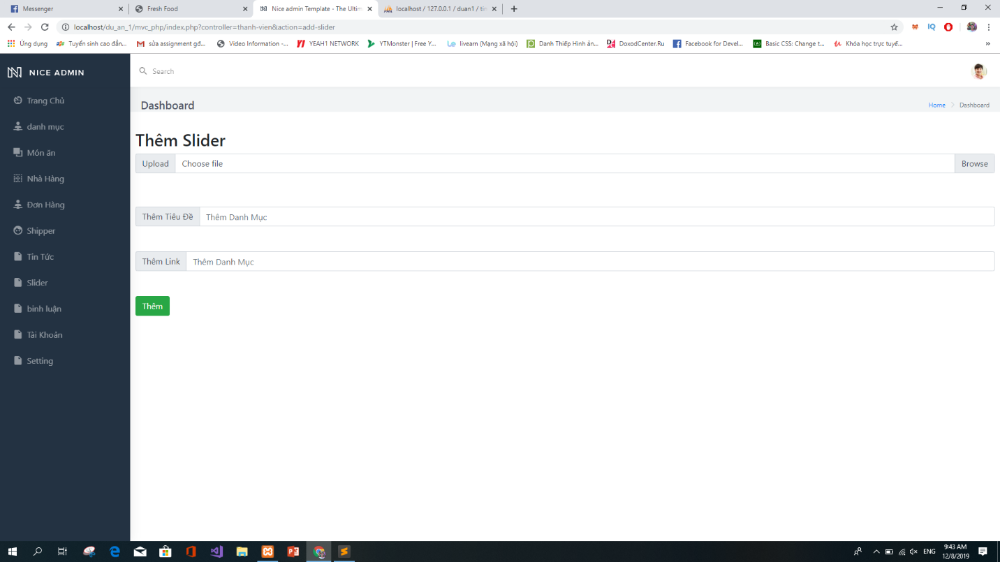 Messenger
Fresh Food
Nice admin Template - The Ultim
localhost / 127.0.0.1 / duan1 / tin
localhost/du_an_1/mvc_php/index.php?controller=thanh-vien&action=add-slider
Ứng dụng
Tuyển sinh cao đẳn...
sửa assignment gđ...
Video Information -...
YEAH1 NETWORK
YTMonster | Free Y...
liveam (Mạng xã hội)
Danh Thiếp Hình ản...
DoxodCenter.Ru
Facebook for Devel...
Basic CSS: Change t...
Khóa học trực tuyế...
NICE ADMIN
Search
Trang Chủ
danh mục
Món ăn
Nhà Hàng
Đơn Hàng
Shipper
Tin Tức
Slider
bình luận
Tài Khoản
Setting
Dashboard
Home
Dashboard
Thêm Slider
Upload Choose file Browse
Thêm Tiêu Đề Thêm Danh Mục
Thêm Link Thêm Danh Mục
Thêm
ENG
9:43 AM
12/8/2019